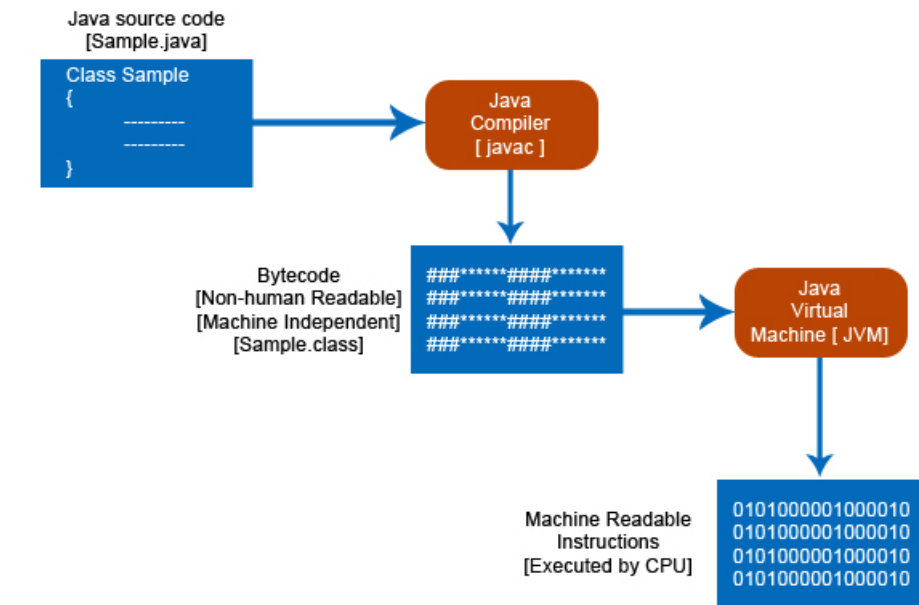 Java source code
[Sample.java]
Class Sample
{
---------
---------
}
Java
Compiler
[ javac ]
Bytecode
[Non-human Readable]
[Machine Independent]
[Sample.class]
###******####*******
###******####*******
###******####*******
###******####*******
Java
Virtual
Machine [ JVM]
Machine Readable
Instructions
[Executed by CPU]
0101000001000010
0101000001000010
0101000001000010
0101000001000010